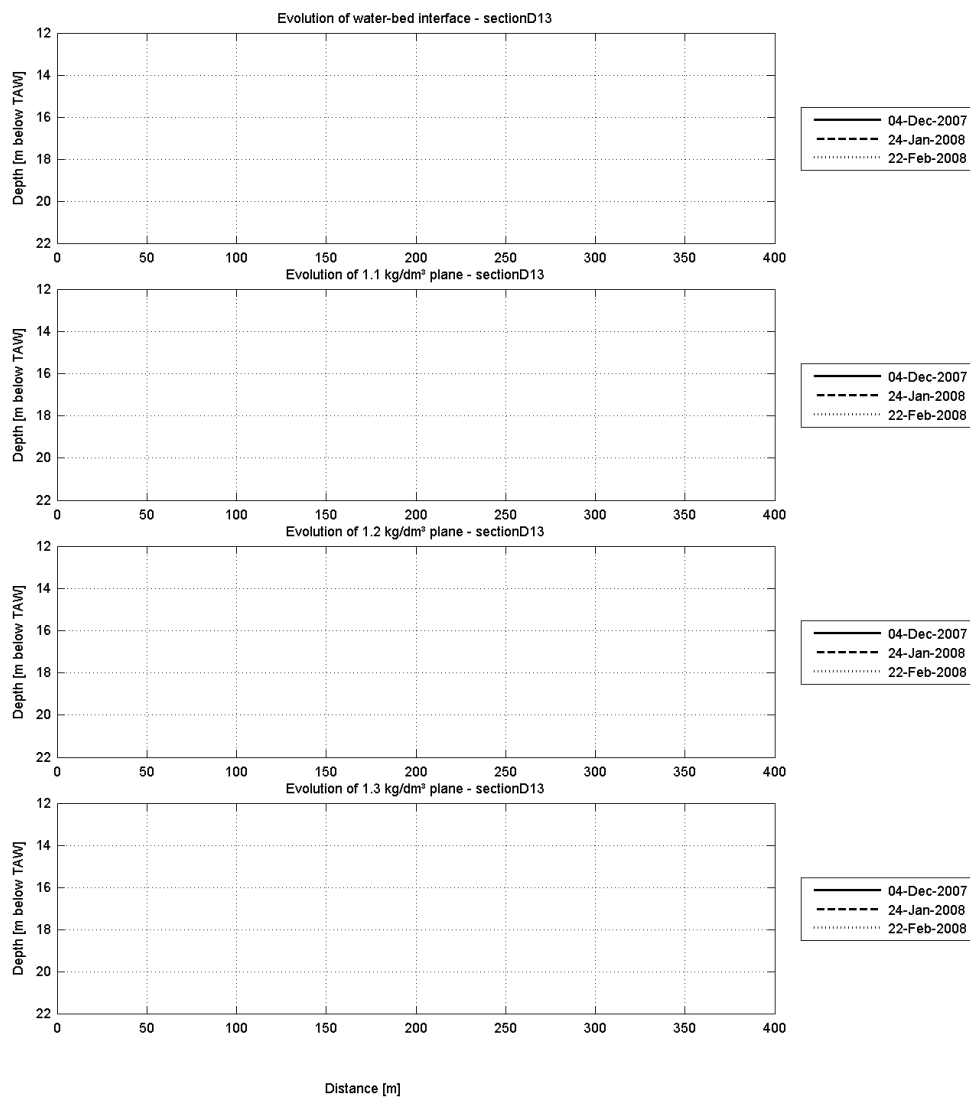 Evolution of water-bed interface - sectionD13
Depth [m below TAW]
12
14
16
18
20
22
0 50 100 150 200 250 300 350 400
04-Dec-2007
24-Jan-2008
22-Feb-2008
Evolution of 1.1 kg/dm³ plane - sectionD13
Depth [m below TAW]
12
14
16
18
20
22
0 50 100 150 200 250 300 350 400
04-Dec-2007
24-Jan-2008
22-Feb-2008
Evolution of 1.2 kg/dm³ plane - sectionD13
Depth [m below TAW]
12
14
16
18
20
22
0 50 100 150 200 250 300 350 400
04-Dec-2007
24-Jan-2008
22-Feb-2008
Evolution of 1.3 kg/dm³ plane - sectionD13
Depth [m below TAW]
12
14
16
18
20
22
0 50 100 150 200 250 300 350 400
04-Dec-2007
24-Jan-2008
22-Feb-2008
Distance [m]